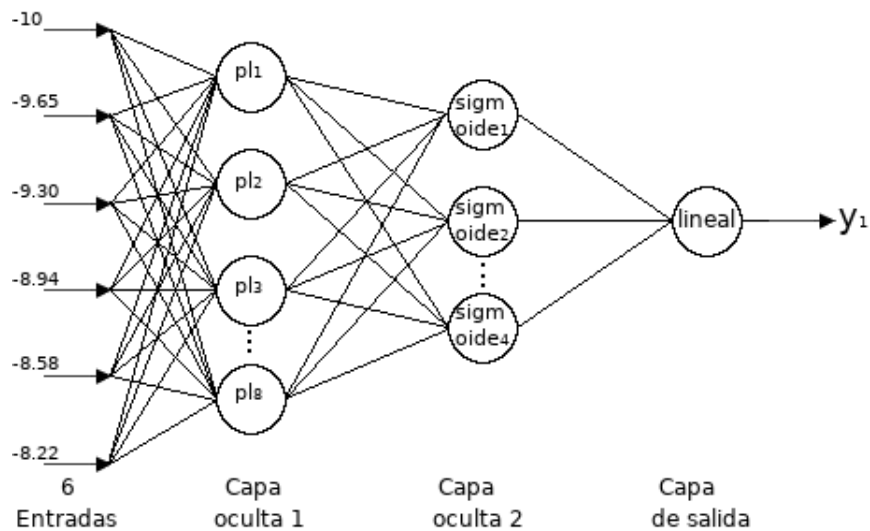 -10
-9.65
-9.30
-8.94
-8.58
-8.22
pl₁
pl₂
pl₃
pl₈
sigm
oide₁
sigm
oide₂
sigm
oide₄
lineal
y₁
6
Entradas
Capa
oculta 1
Capa
oculta 2
Capa
de salida